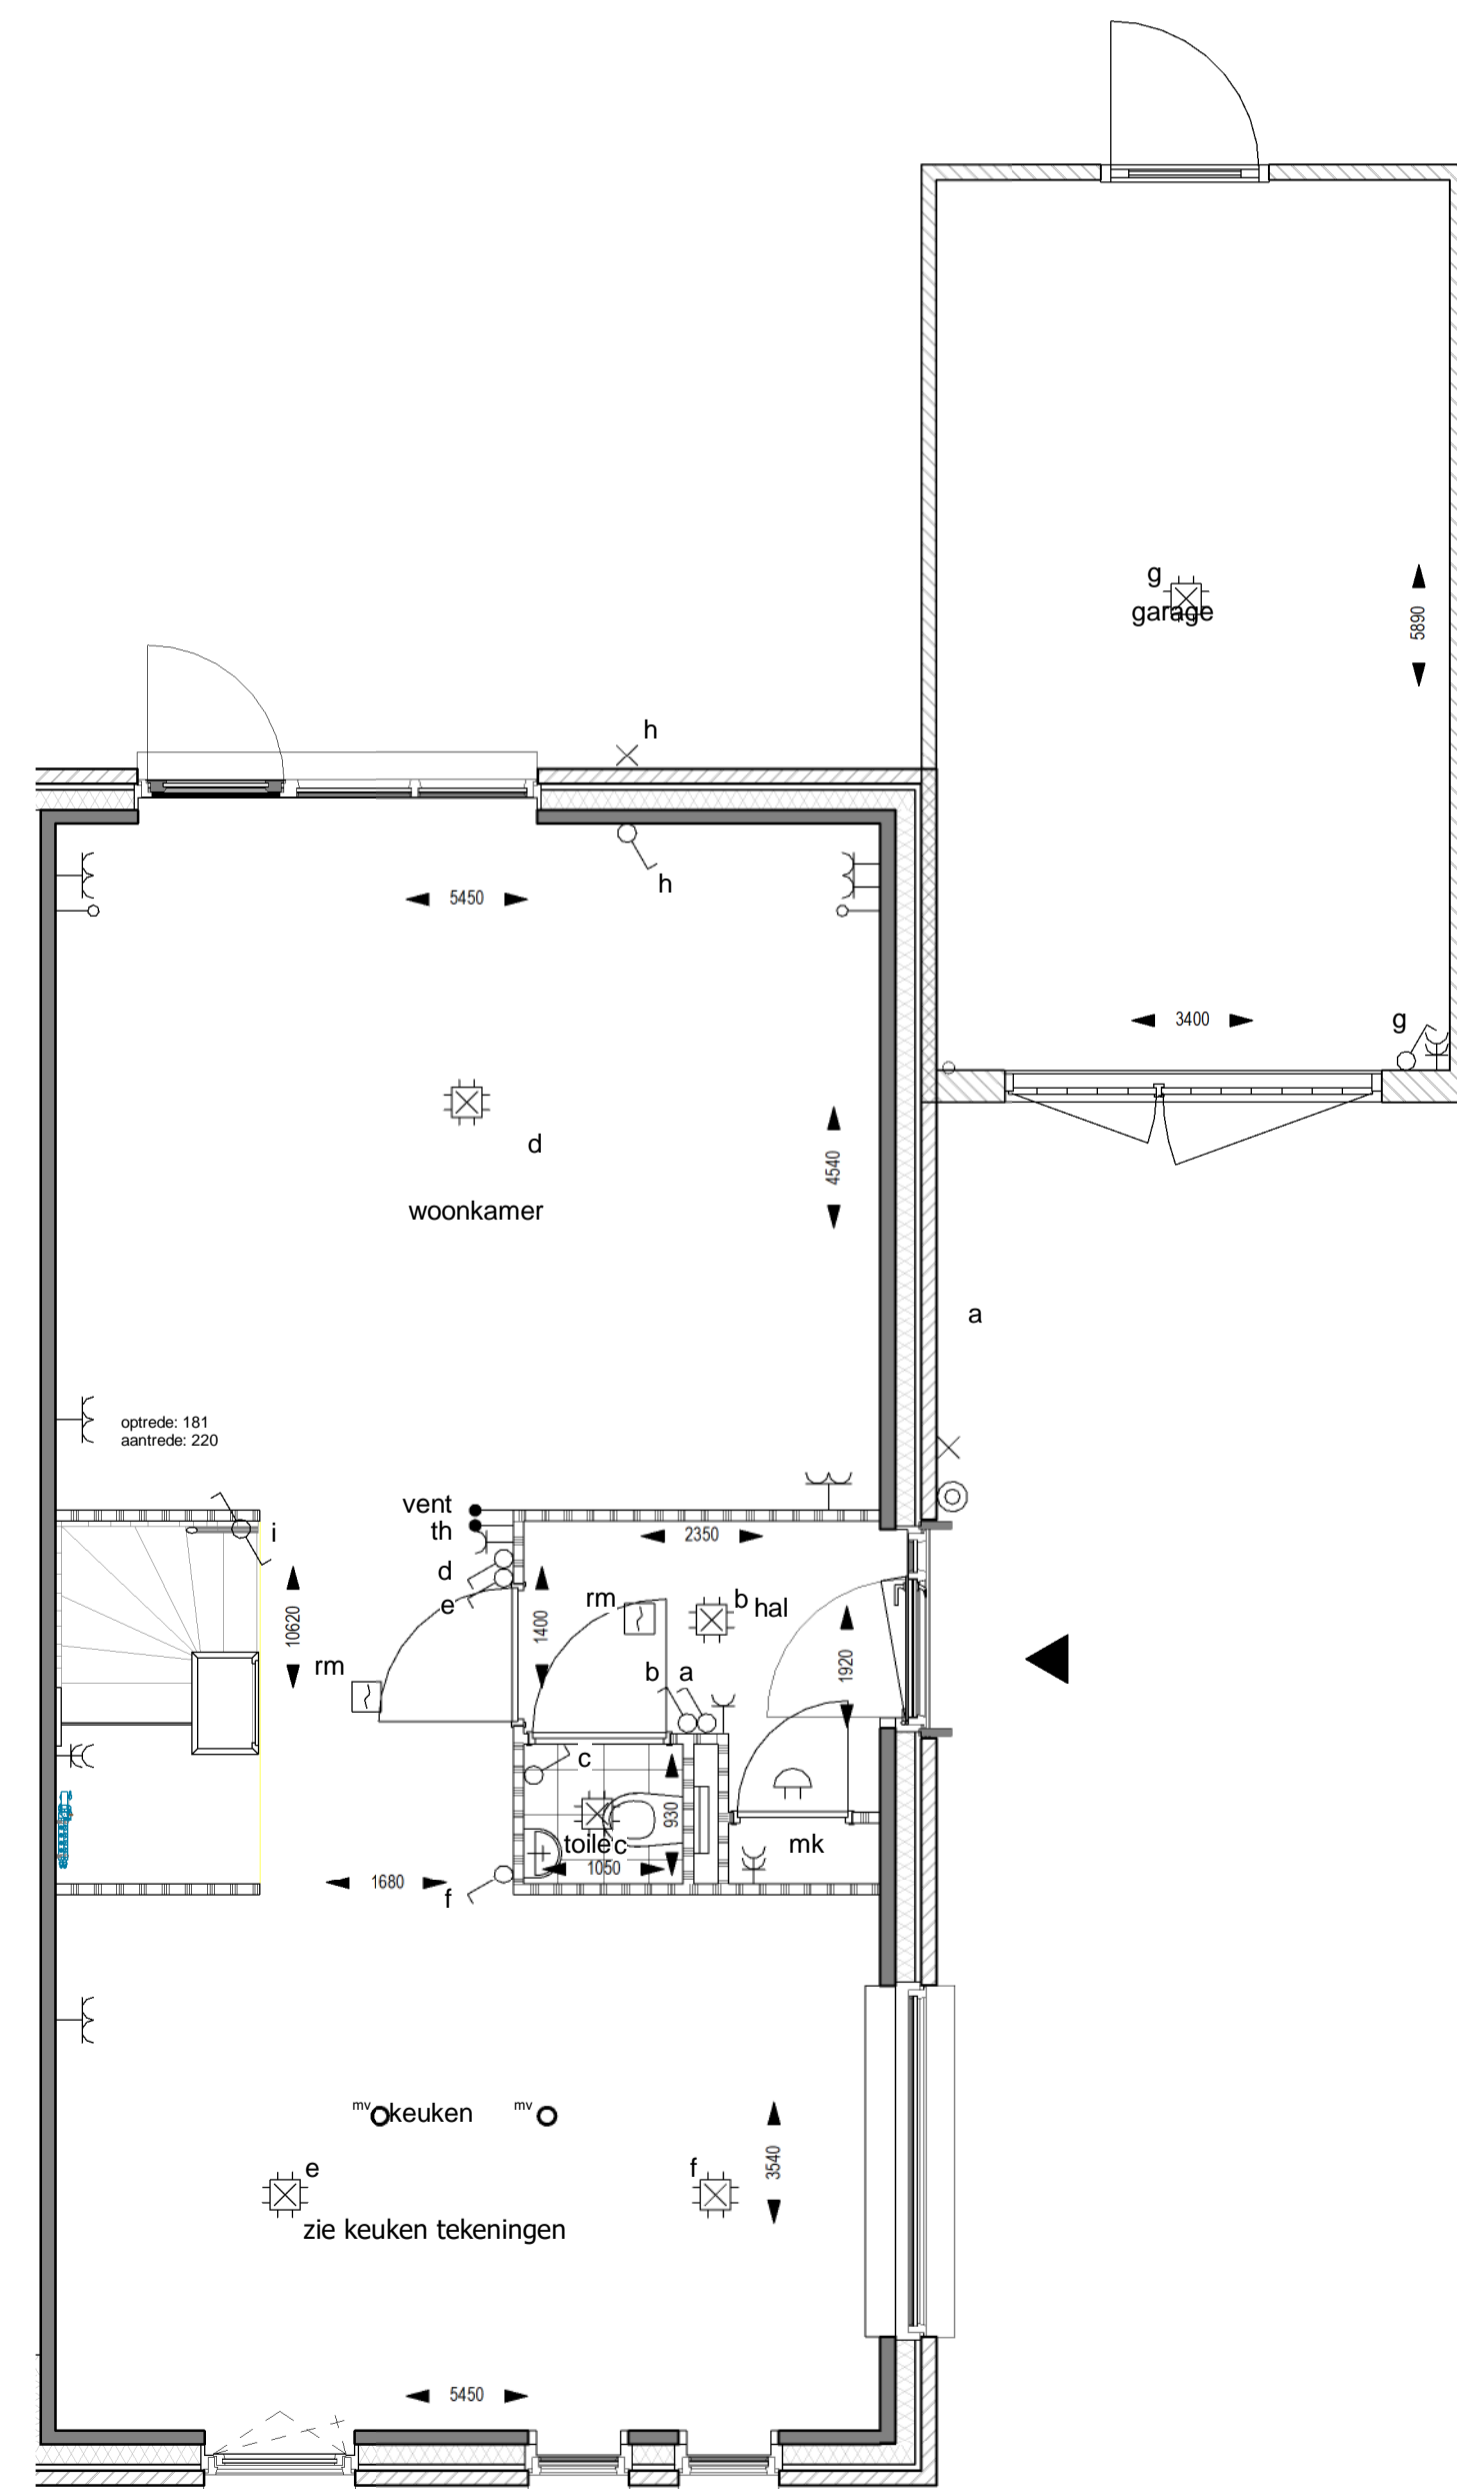 g
garage
5890
h
h
5450
3400
g
d
4540
woonkamer
a
optrede: 181
aantrede: 220
vent
th
i
2350
d
e
10620
1400
rm
b
hal
rm
b
a
1920
c
930
toilec
mk
1050
1680
f
mv
keuken
mv
3540
e
f
zie keuken tekeningen
5450